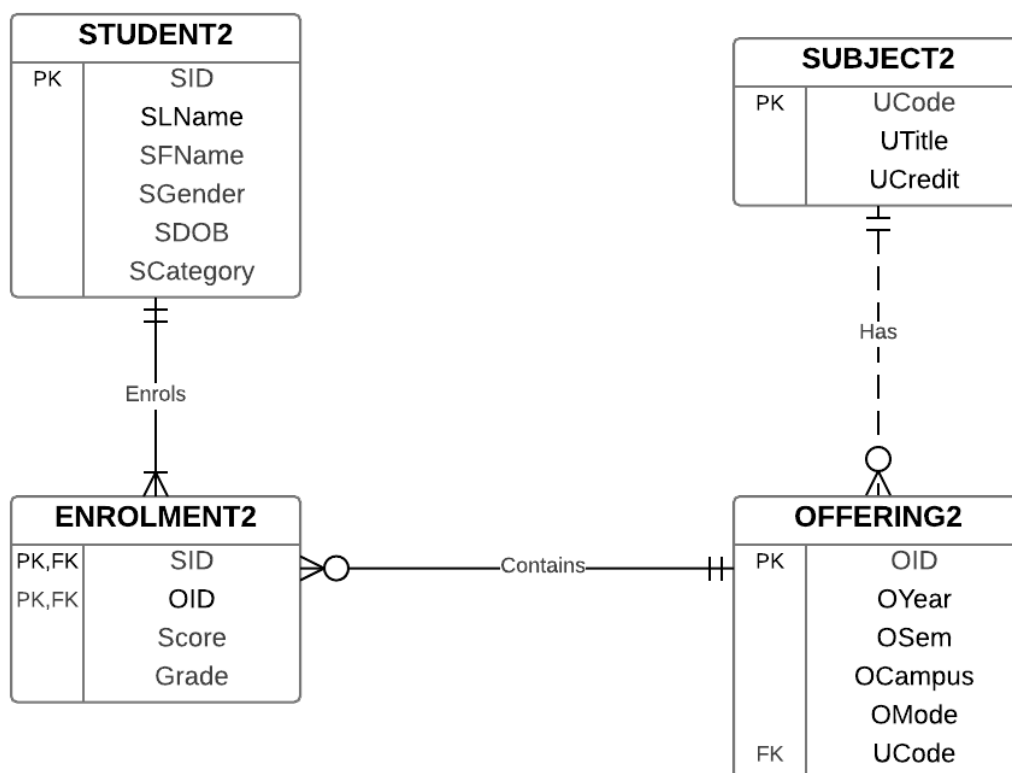 STUDENT2
PK SID
SLName
SFName
SGender
SDOB
SCategory
SUBJECT2
PK UCode
UTitle
UCredit
Enrols
Has
ENROLMENT2
PK,FK SID
PK,FK OID
Score
Grade
Contains
OFFERING2
PK OID
OYear
OSem
OCampus
OMode
FK UCode